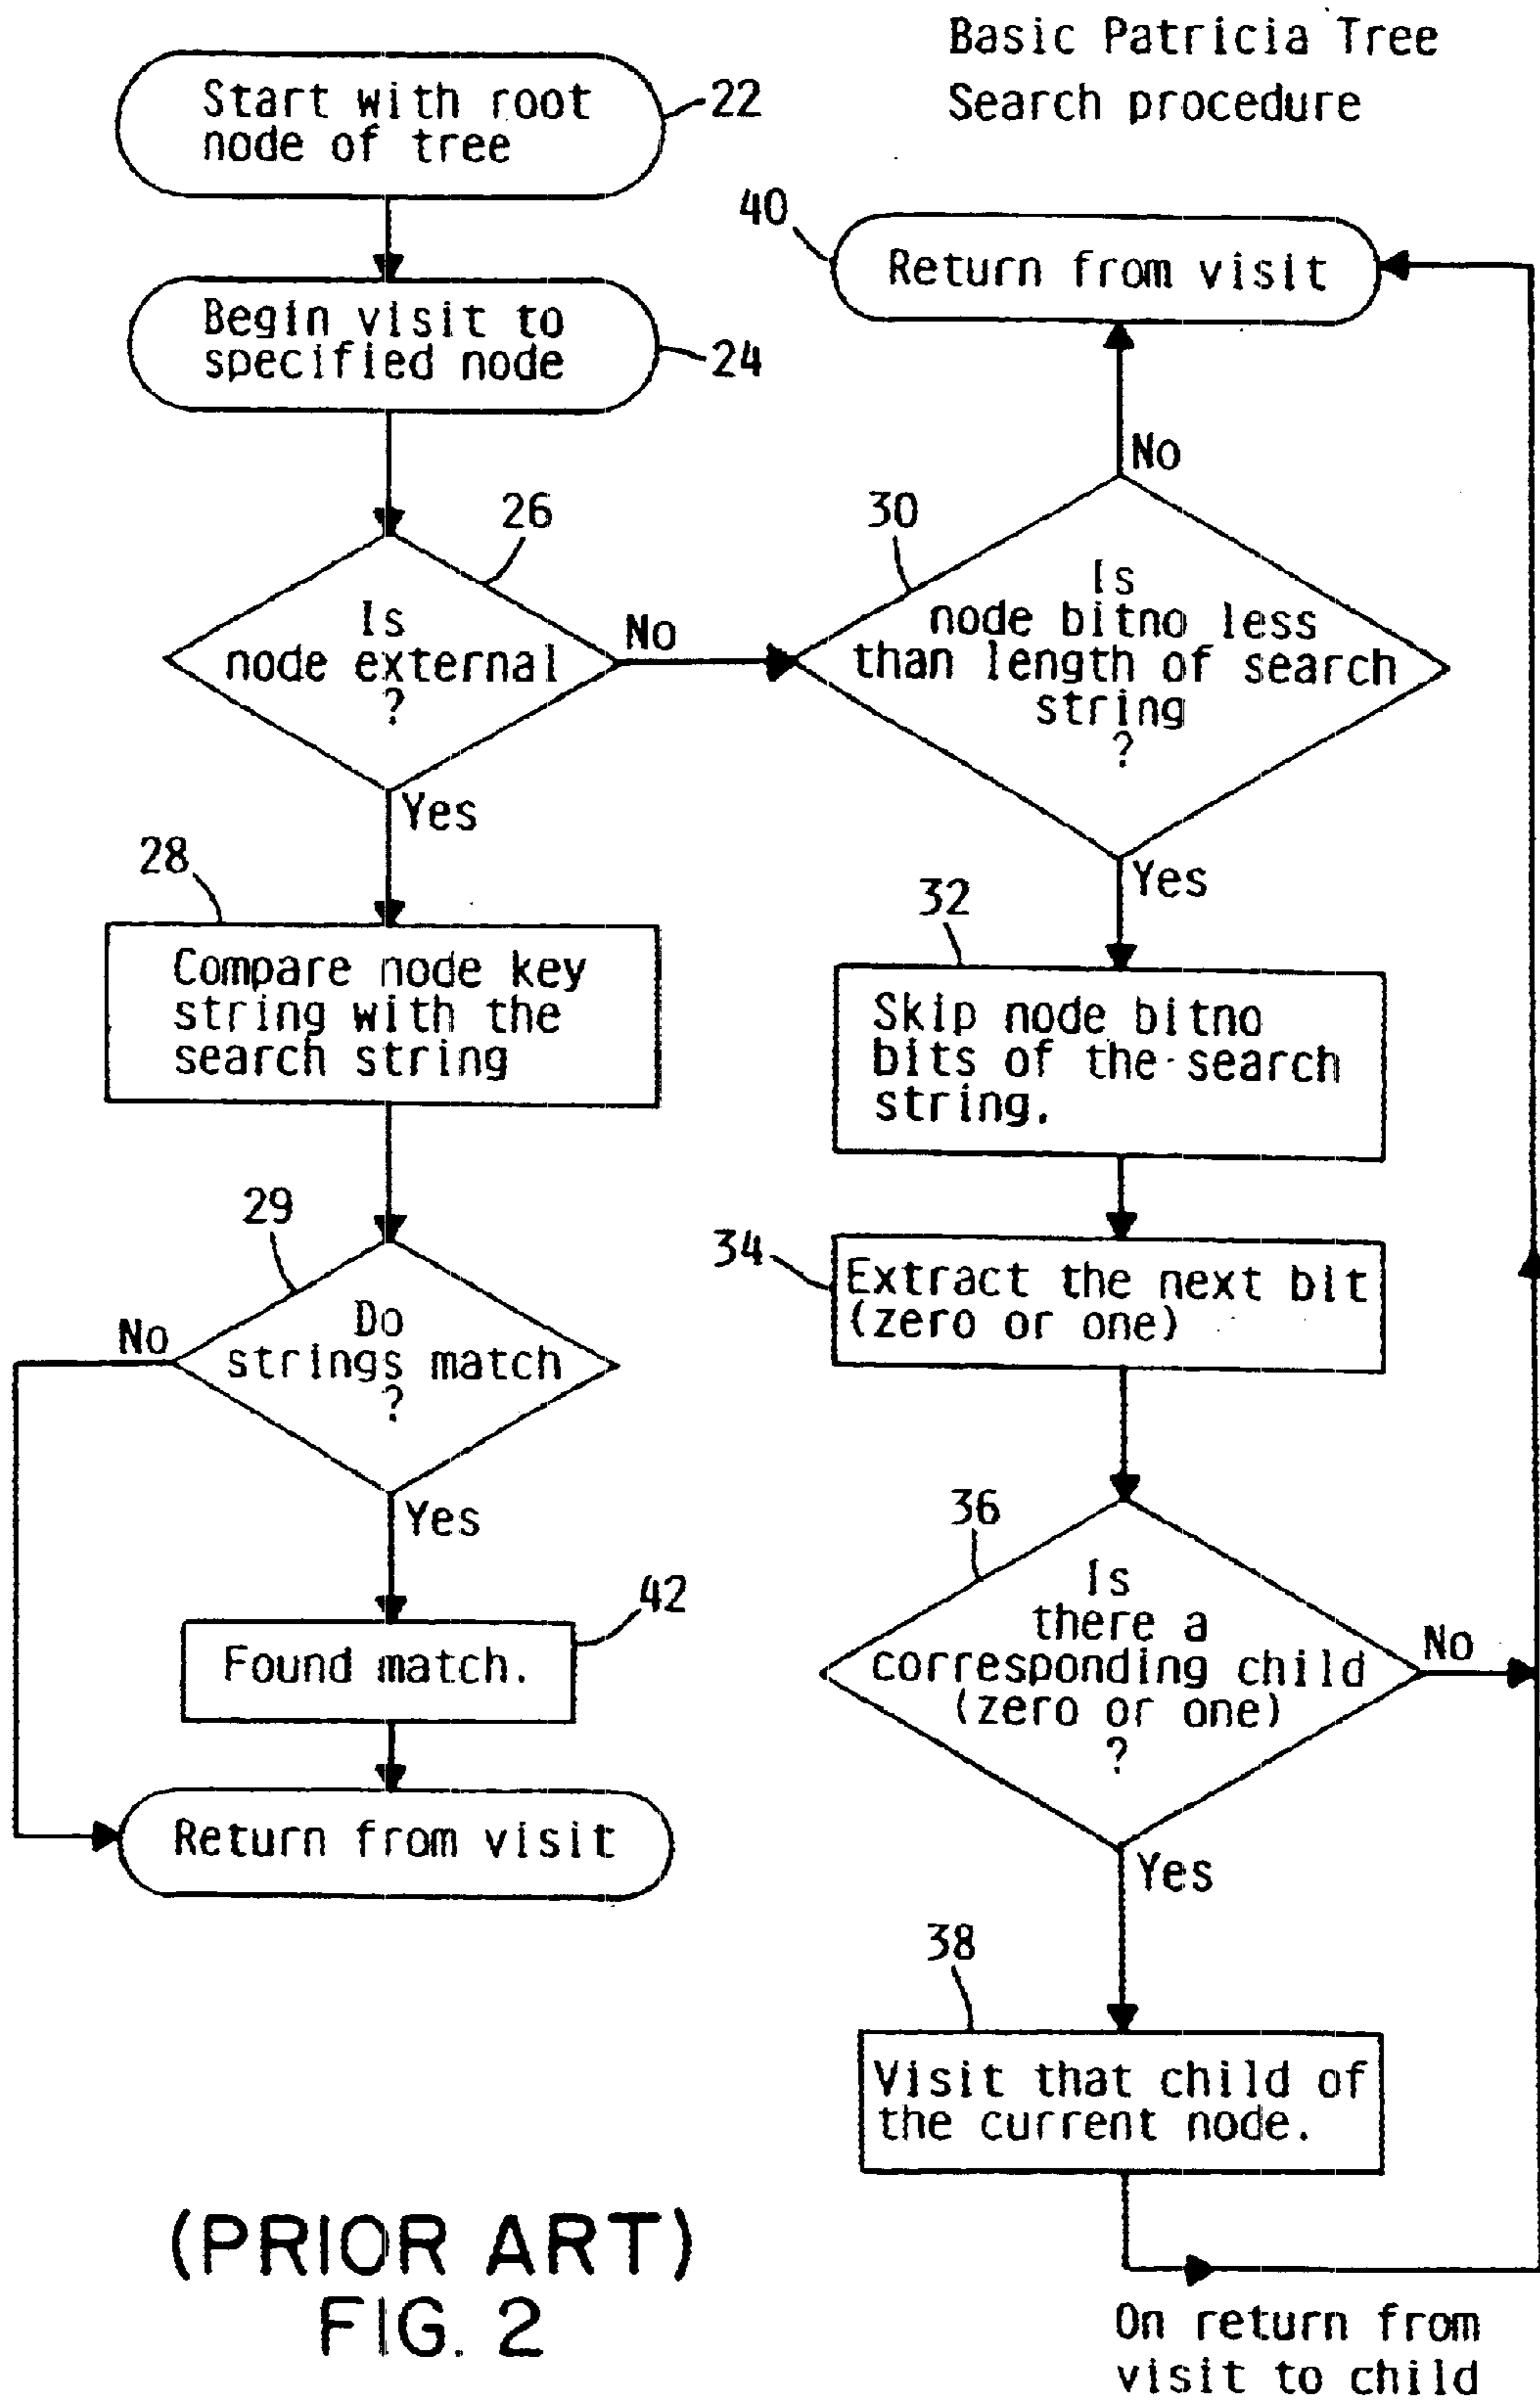 Basic Patricia Tree
Search procedure
Start with root
node of tree
22
Begin visit to
specified node
24
26
Is
node external
?
No
Yes
28
Compare node key
string with the
search string
29
Do
strings match
?
No
Yes
42
Found match.
Return from visit
40
Return from visit
No
30
Is
node bitno less
than length of search
string
?
Yes
32
Skip node bitno
bits of the search
string.
34
Extract the next bit
(zero or one)
36
Is
there a
corresponding child
(zero or one)
?
No
Yes
38
Visit that child of
the current node.
On return from
visit to child
(PRIOR ART)
FIG. 2